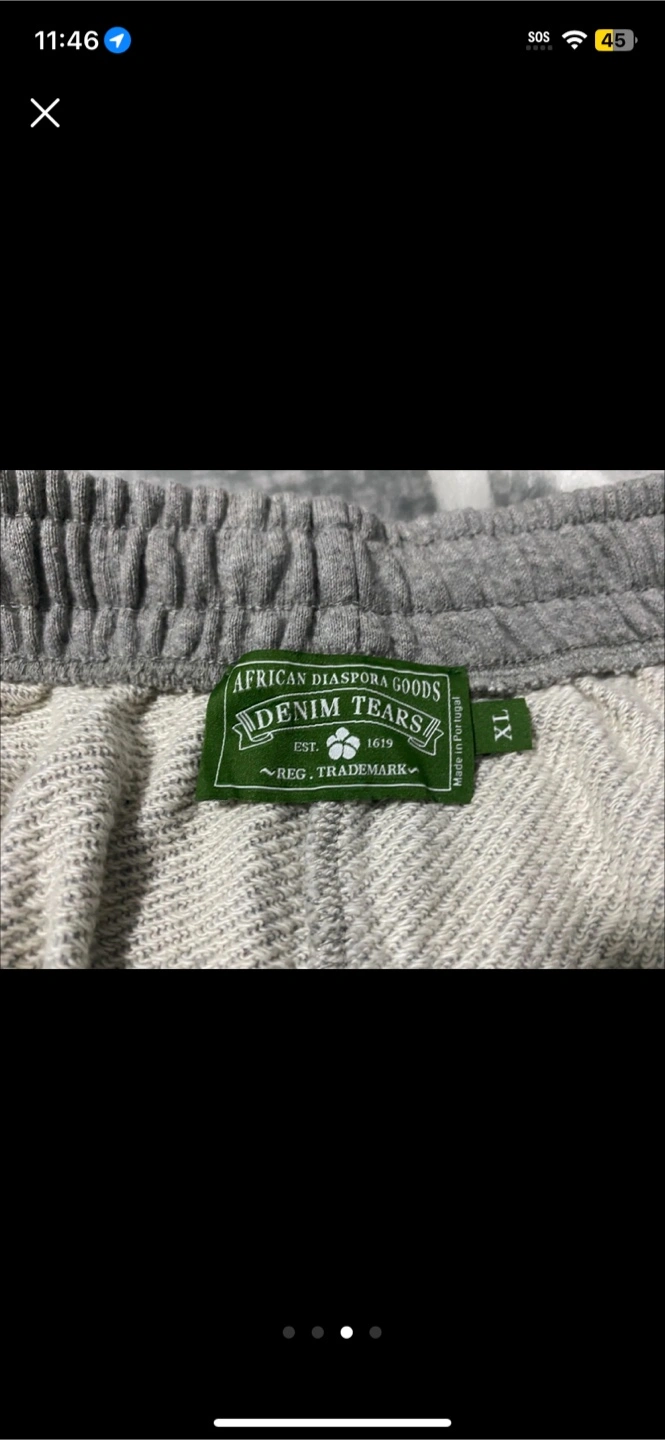 11:46
SOS
45
AFRICAN DIASPORA GOODS
DENIM TEARS
EST. 1619
~REG. TRADEMARK~
Made in Portugal
XL